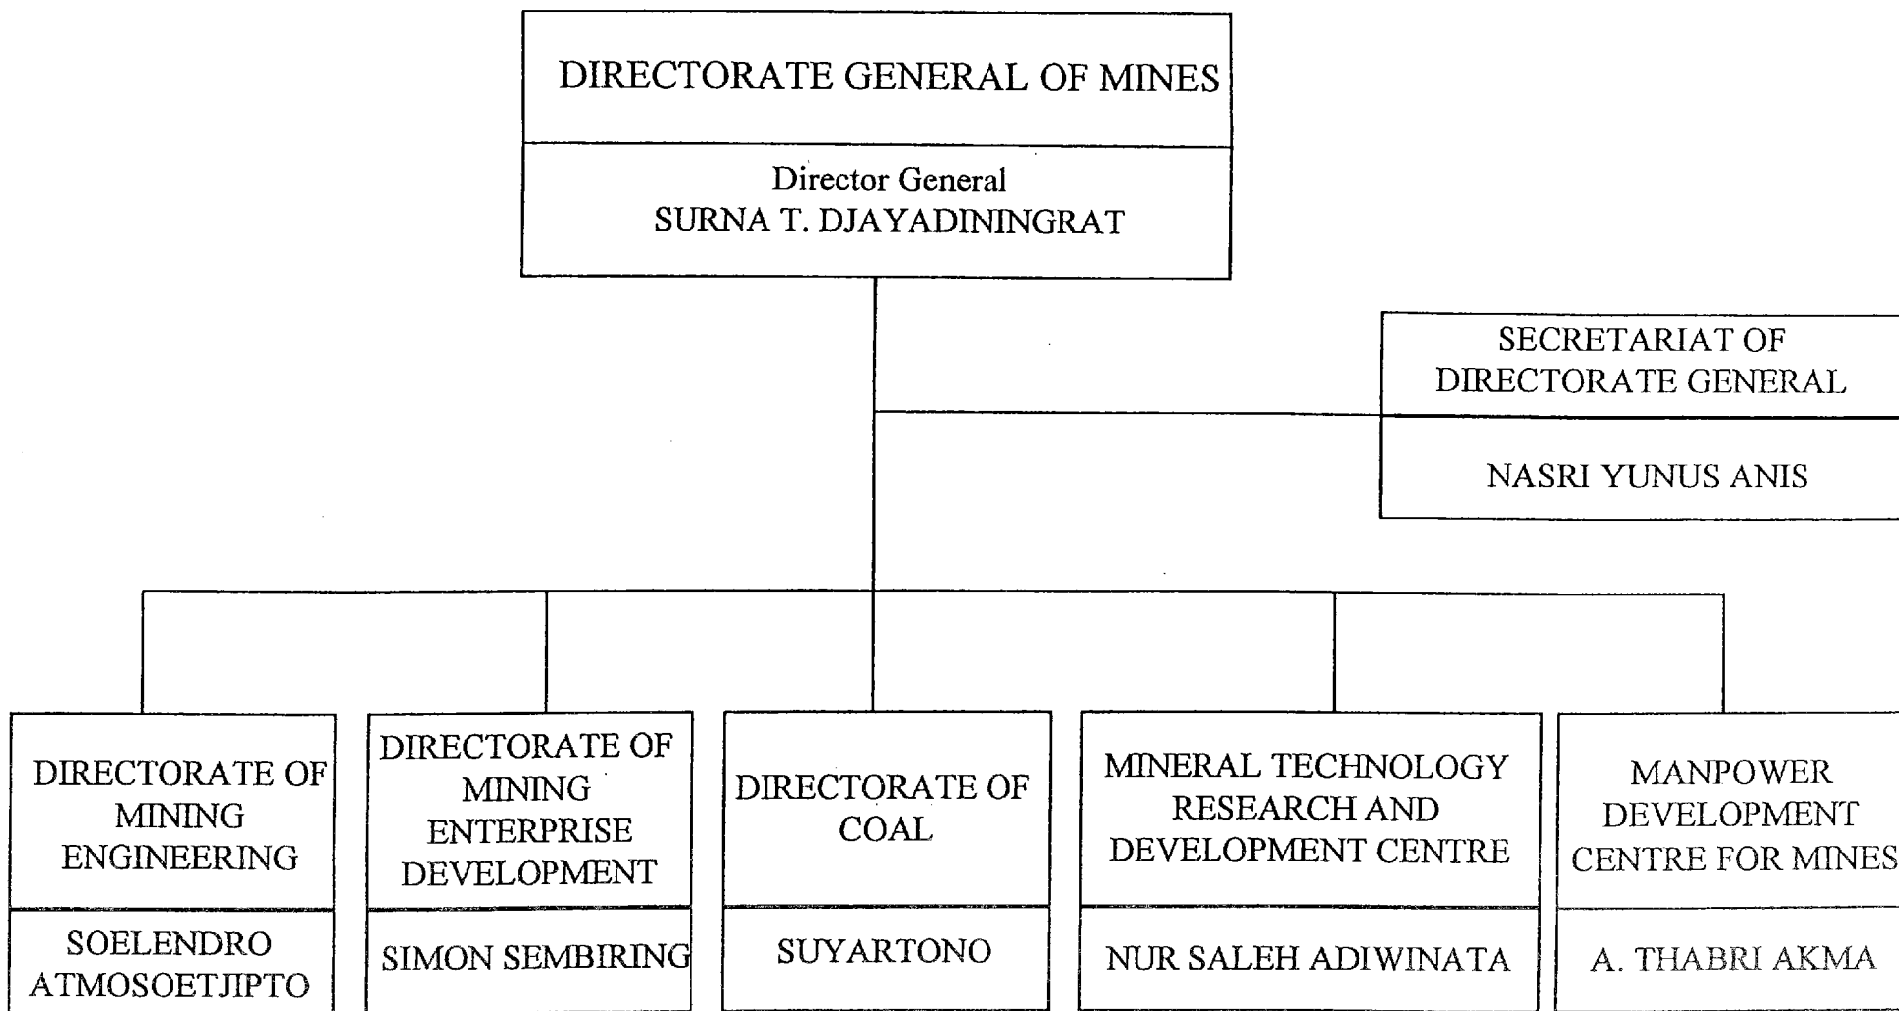 DIRECTORATE GENERAL OF MINES
Director General
SURNA T. DJAYADININGRAT
SECRETARIAT OF
DIRECTORATE GENERAL
NASRI YUNUS ANIS
DIRECTORATE OF
MINING
ENGINEERING
SOELENDRO
ATMOSOETJIPTO
DIRECTORATE OF
MINING
ENTERPRISE
DEVELOPMENT
SIMON SEMBIRING
DIRECTORATE OF
COAL
SUYARTONO
MINERAL TECHNOLOGY
RESEARCH AND
DEVELOPMENT CENTRE
NUR SALEH ADIWINATA
MANPOWER
DEVELOPMENT
CENTRE FOR MINES
A. THABRI AKMA